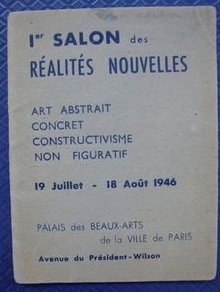 1er SALON des
RÉALITÉS NOUVELLES
ART ABSTRAIT
CONCRET
CONSTRUCTIVISME
NON FIGURATIF
19 Juillet - 18 Août 1946
PALAIS des BEAUX-ARTS
de la VILLE de PARIS
Avenue du Président-Wilson